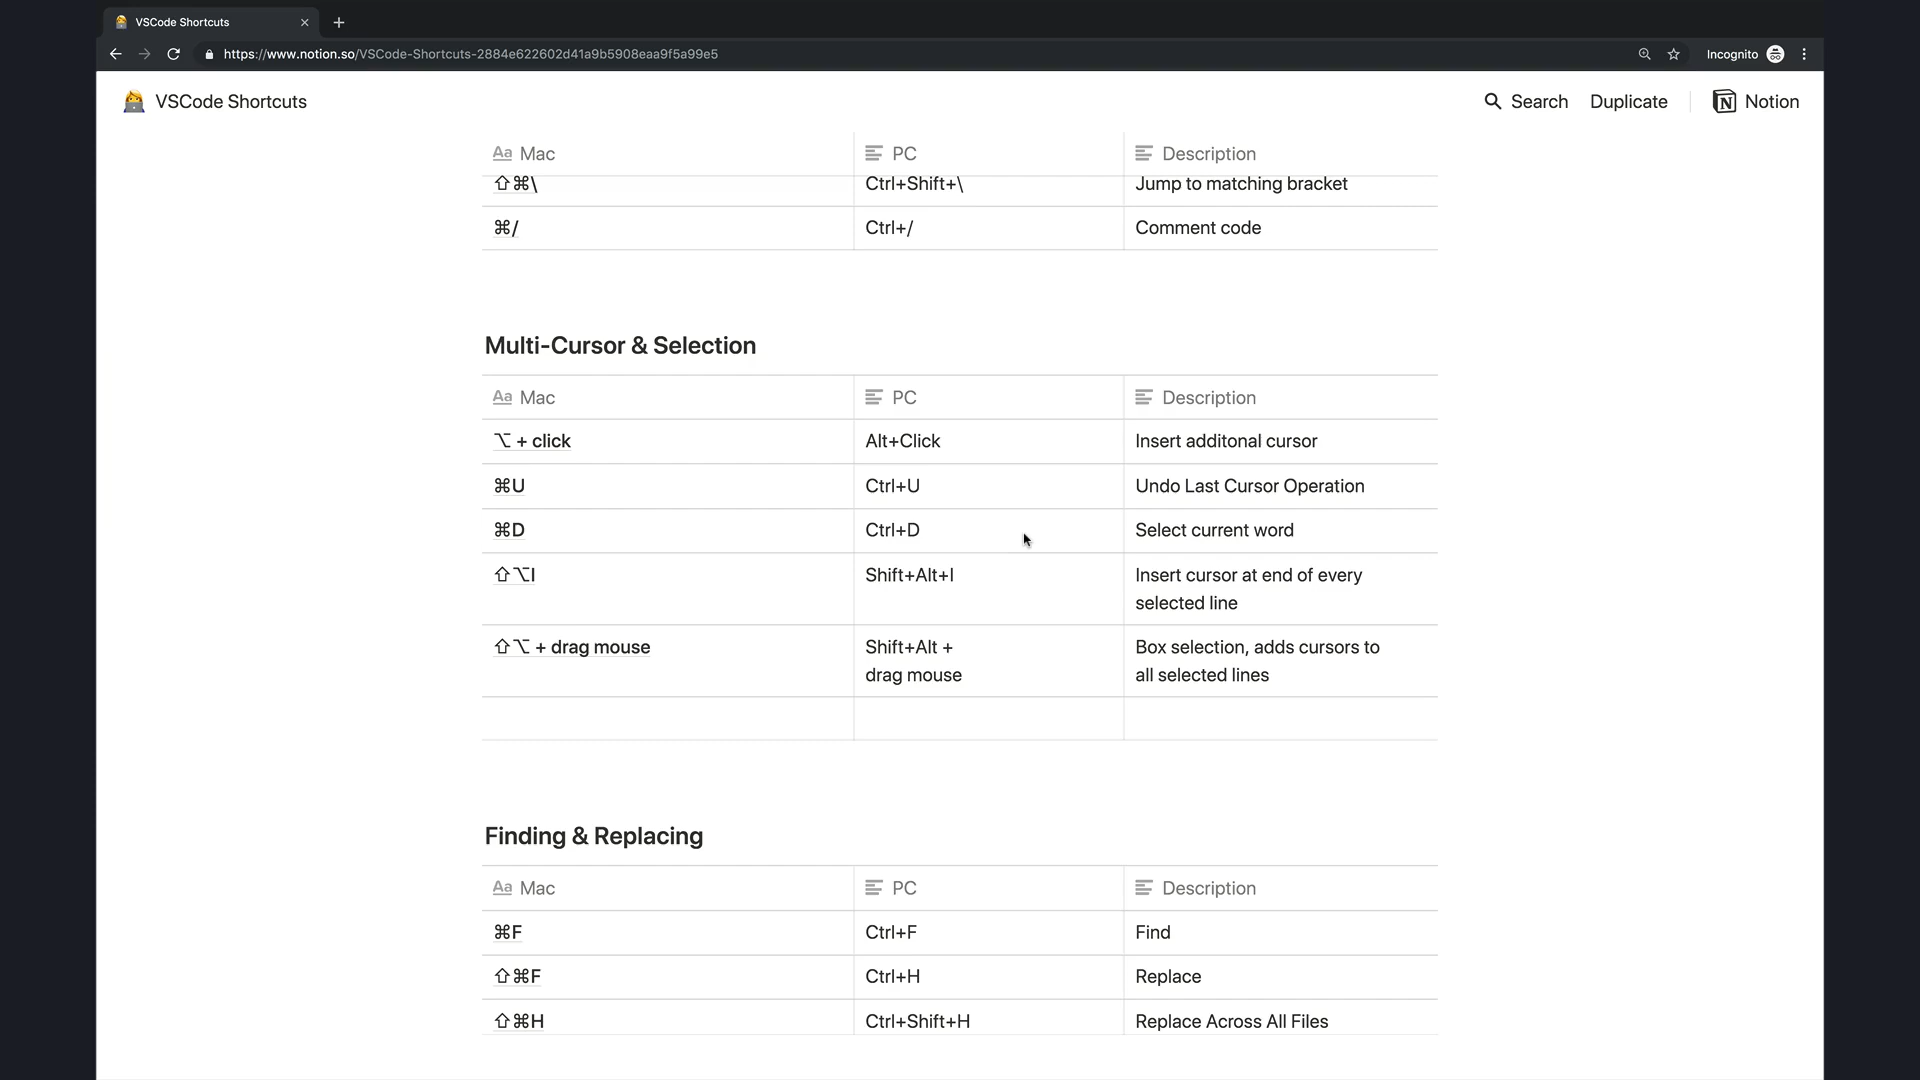 VSCode Shortcuts
https://www.notion.so/VSCode-Shortcuts-2884e622602d41a9b5908eaa9f5a99e5
Incognito
VSCode Shortcuts
Search Duplicate Notion
Aa Mac PC Description
⇧⌘\ Ctrl+Shift+\ Jump to matching bracket
⌘/ Ctrl+/ Comment code
Multi-Cursor & Selection
Aa Mac PC Description
⌥ + click Alt+Click Insert additonal cursor
⌘U Ctrl+U Undo Last Cursor Operation
⌘D Ctrl+D Select current word
⇧⌥I Shift+Alt+I Insert cursor at end of every
selected line
⇧⌥ + drag mouse Shift+Alt + Box selection, adds cursors to
drag mouse all selected lines
Finding & Replacing
Aa Mac PC Description
⌘F Ctrl+F Find
⇧⌘F Ctrl+H Replace
⇧⌘H Ctrl+Shift+H Replace Across All Files